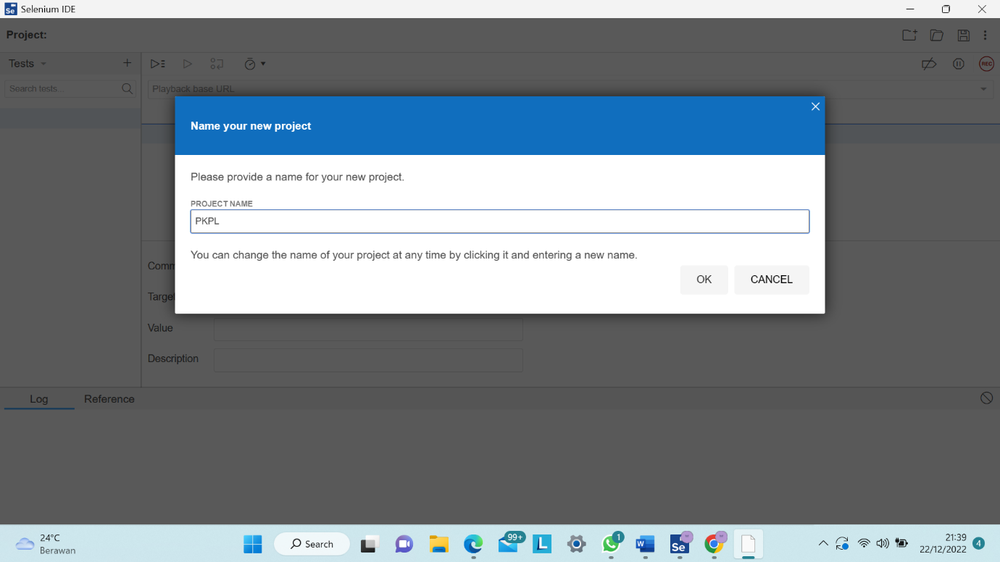 Se Selenium IDE
Project:
Tests
Search tests...
Playback base URL
REC
Name your new project
Please provide a name for your new project.
PROJECT NAME
PKPL
You can change the name of your project at any time by clicking it and entering a new name.
OK CANCEL
Comm
Target
Value
Description
Log Reference
24°C
Berawan
Search
99+
L
1
W
Se
21:39
22/12/2022
4